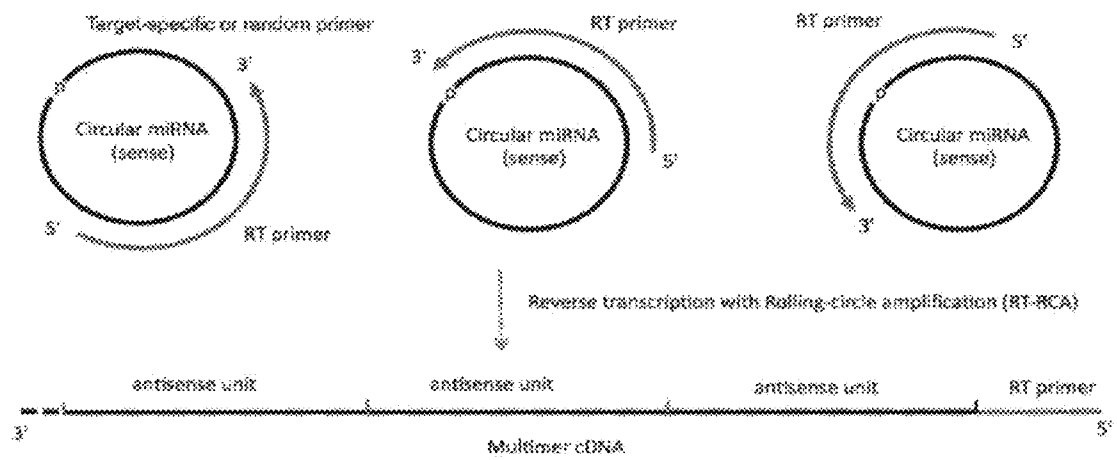 Target-specific or random primer
3'
p
Circular miRNA
(sense)
5'
RT primer
RT primer
3'
p
Circular miRNA
(sense)
5'
RT primer
5'
p
Circular miRNA
(sense)
3'
Reverse transcription with Rolling-circle amplification (RT-RCA)
antisense unit
antisense unit
antisense unit
RT primer
3'
5'
Multimer cDNA